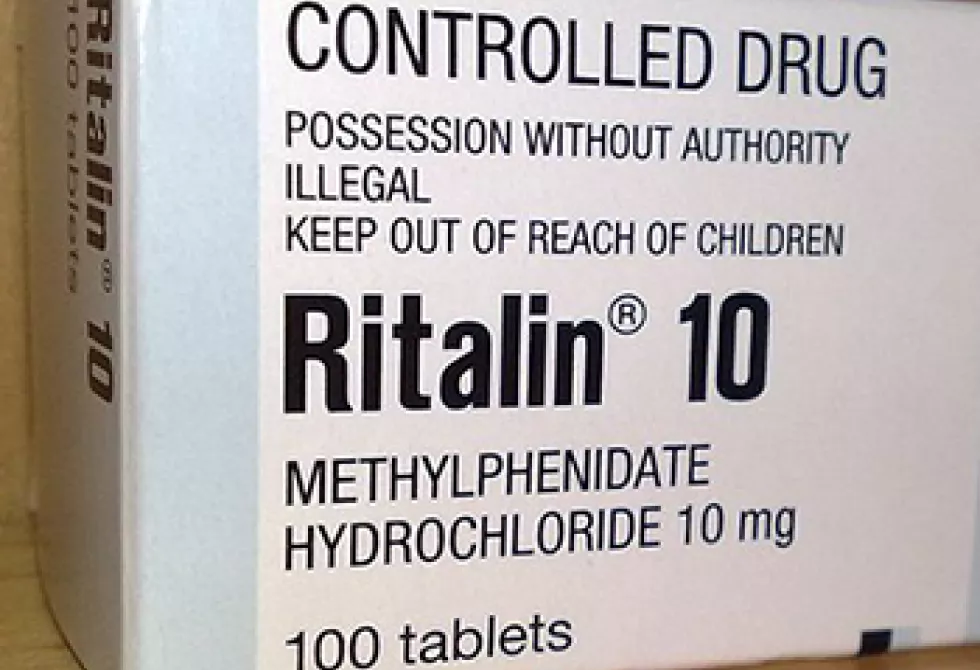 CONTROLLED DRUG
POSSESSION WITHOUT AUTHORITY
ILLEGAL
KEEP OUT OF REACH OF CHILDREN
Ritalin® 10
METHYLPHENIDATE
HYDROCHLORIDE 10 mg
100 tablets
Ritalin® 10
100 tablets